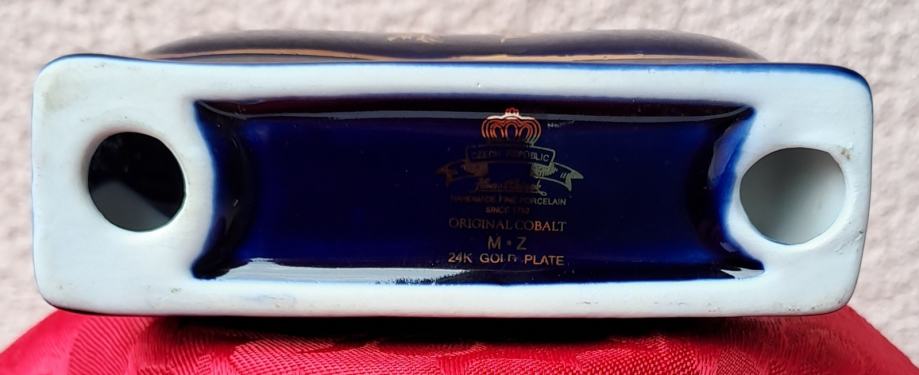 CZECH REPUBLIC
HANDMADE FINE PORCELAIN
SINCE 1792
ORIGINAL COBALT
M•Z
24K GOLD PLATE